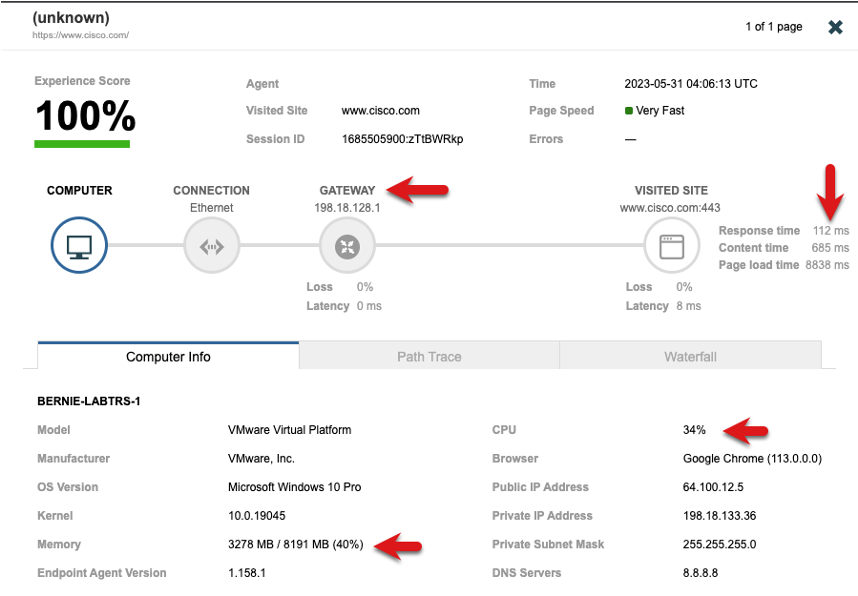 (unknown)
https://www.cisco.com/
1 of 1 page
Experience Score
100%
Agent
Visited Site www.cisco.com
Session ID 1685505900:zTtBWRkp
Time 2023-05-31 04:06:13 UTC
Page Speed Very Fast
Errors —
COMPUTER
CONNECTION
Ethernet
GATEWAY
198.18.128.1
Loss 0%
Latency 0 ms
VISITED SITE
www.cisco.com:443
Loss 0%
Latency 8 ms
Response time 112 ms
Content time 685 ms
Page load time 8838 ms
Computer Info Path Trace Waterfall
BERNIE-LABTRS-1
Model VMware Virtual Platform
Manufacturer VMware, Inc.
OS Version Microsoft Windows 10 Pro
Kernel 10.0.19045
Memory 3278 MB / 8191 MB (40%)
Endpoint Agent Version 1.158.1
CPU 34%
Browser Google Chrome (113.0.0.0)
Public IP Address 64.100.12.5
Private IP Address 198.18.133.36
Private Subnet Mask 255.255.255.0
DNS Servers 8.8.8.8